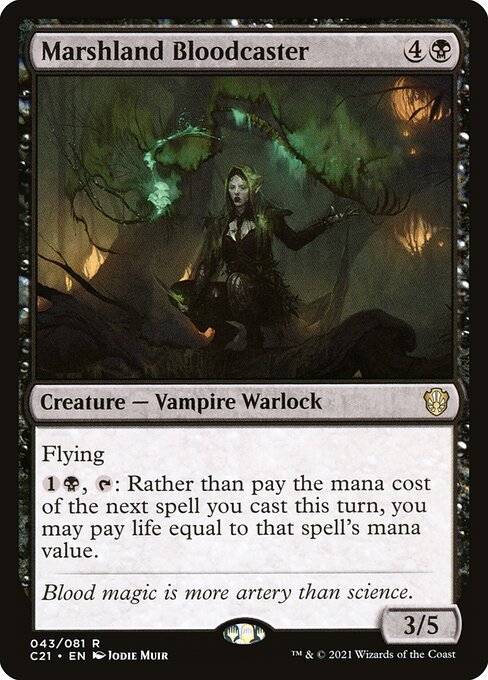 Marshland Bloodcaster 4
Creature — Vampire Warlock
Flying
1, : Rather than pay the mana cost
of the next spell you cast this turn, you
may pay life equal to that spell's mana
value.
Blood magic is more artery than science.
3/5
043/081 R
C21 • EN Jodie Muir
™ & © 2021 Wizards of the Coast